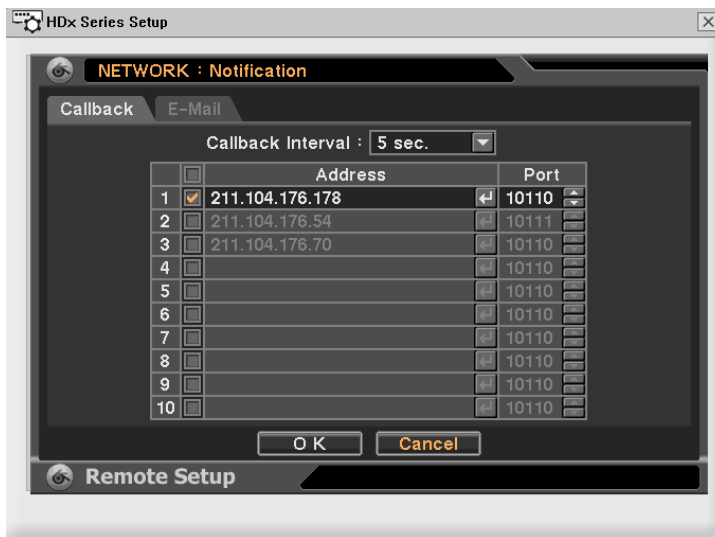 HDx Series Setup
NETWORK : Notification
Callback E-Mail
Callback Interval : 5 sec.
Address Port
1 211.104.176.178 10110
2 211.104.176.54 10111
3 211.104.176.70 10110
4 10110
5 10110
6 10110
7 10110
8 10110
9 10110
10 10110
OK Cancel
Remote Setup